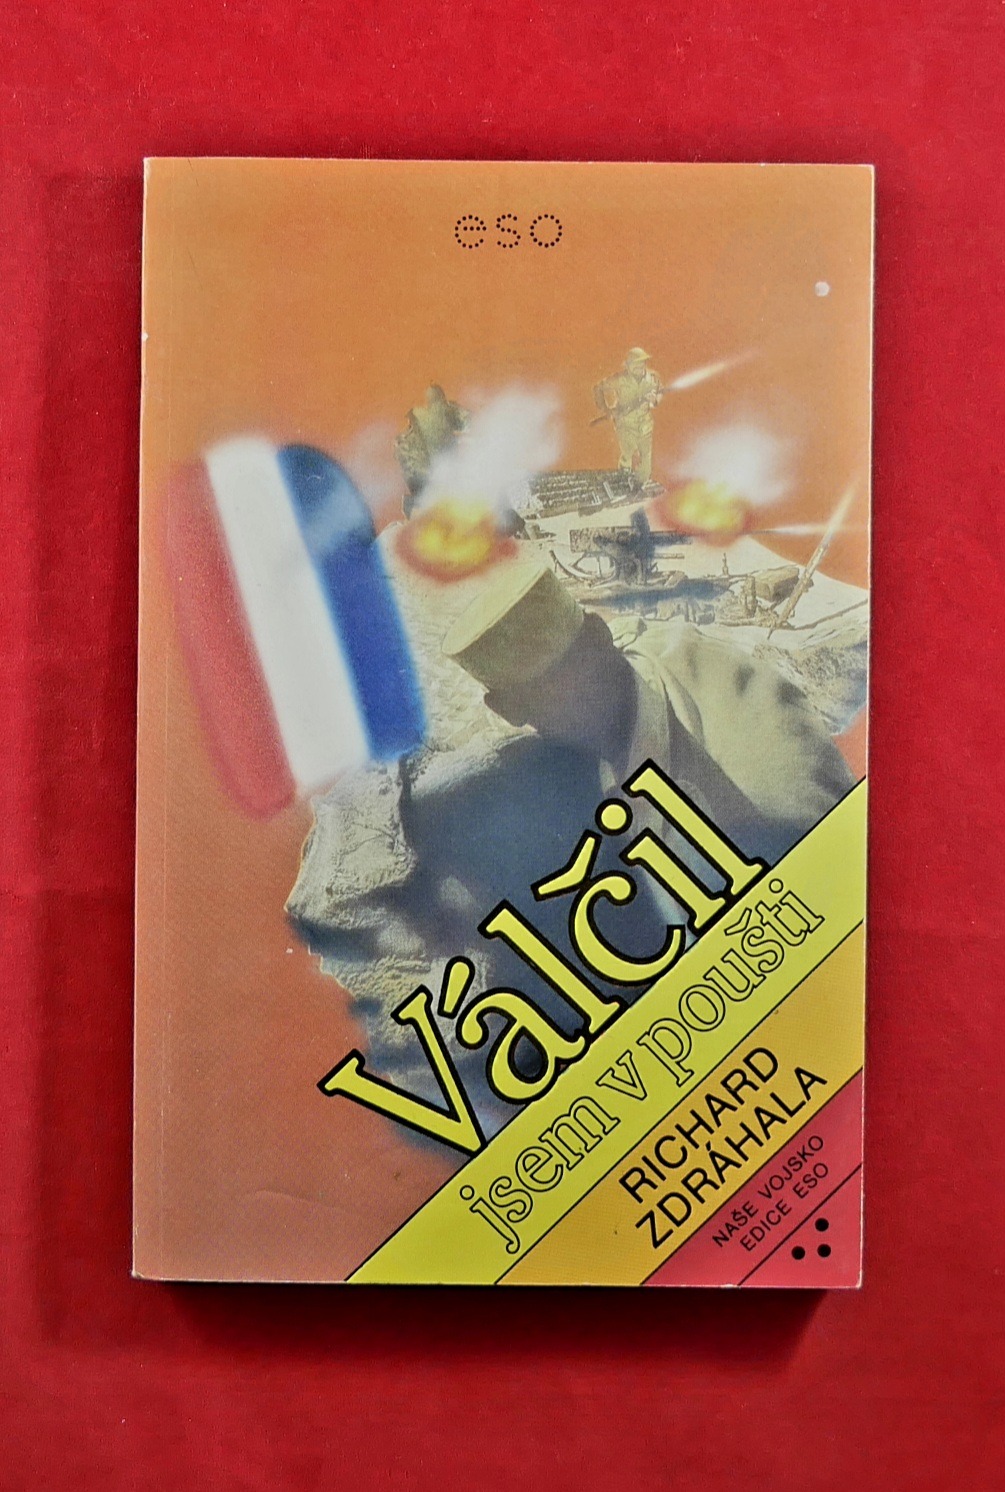 eso
Válčil
jsem v poušti
RICHARD
ZDRÁHALA
NAŠE VOJSKO
EDICE ESO